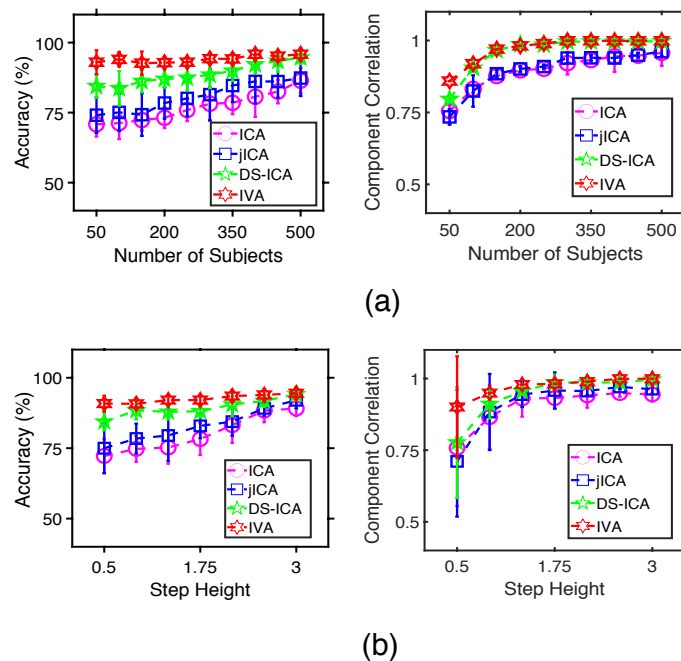 100
75
50
Accuracy (%)
50 200 350 500
Number of Subjects
ICA
jICA
DS-ICA
IVA
1
0.75
0.5
Component Correlation
50 200 350 500
Number of Subjects
ICA
jICA
DS-ICA
IVA
(a)
100
75
50
Accuracy (%)
0.5 1.75 3
Step Height
ICA
jICA
DS-ICA
IVA
1
0.75
0.5
Component Correlation
0.5 1.75 3
Step Height
ICA
jICA
DS-ICA
IVA
(b)